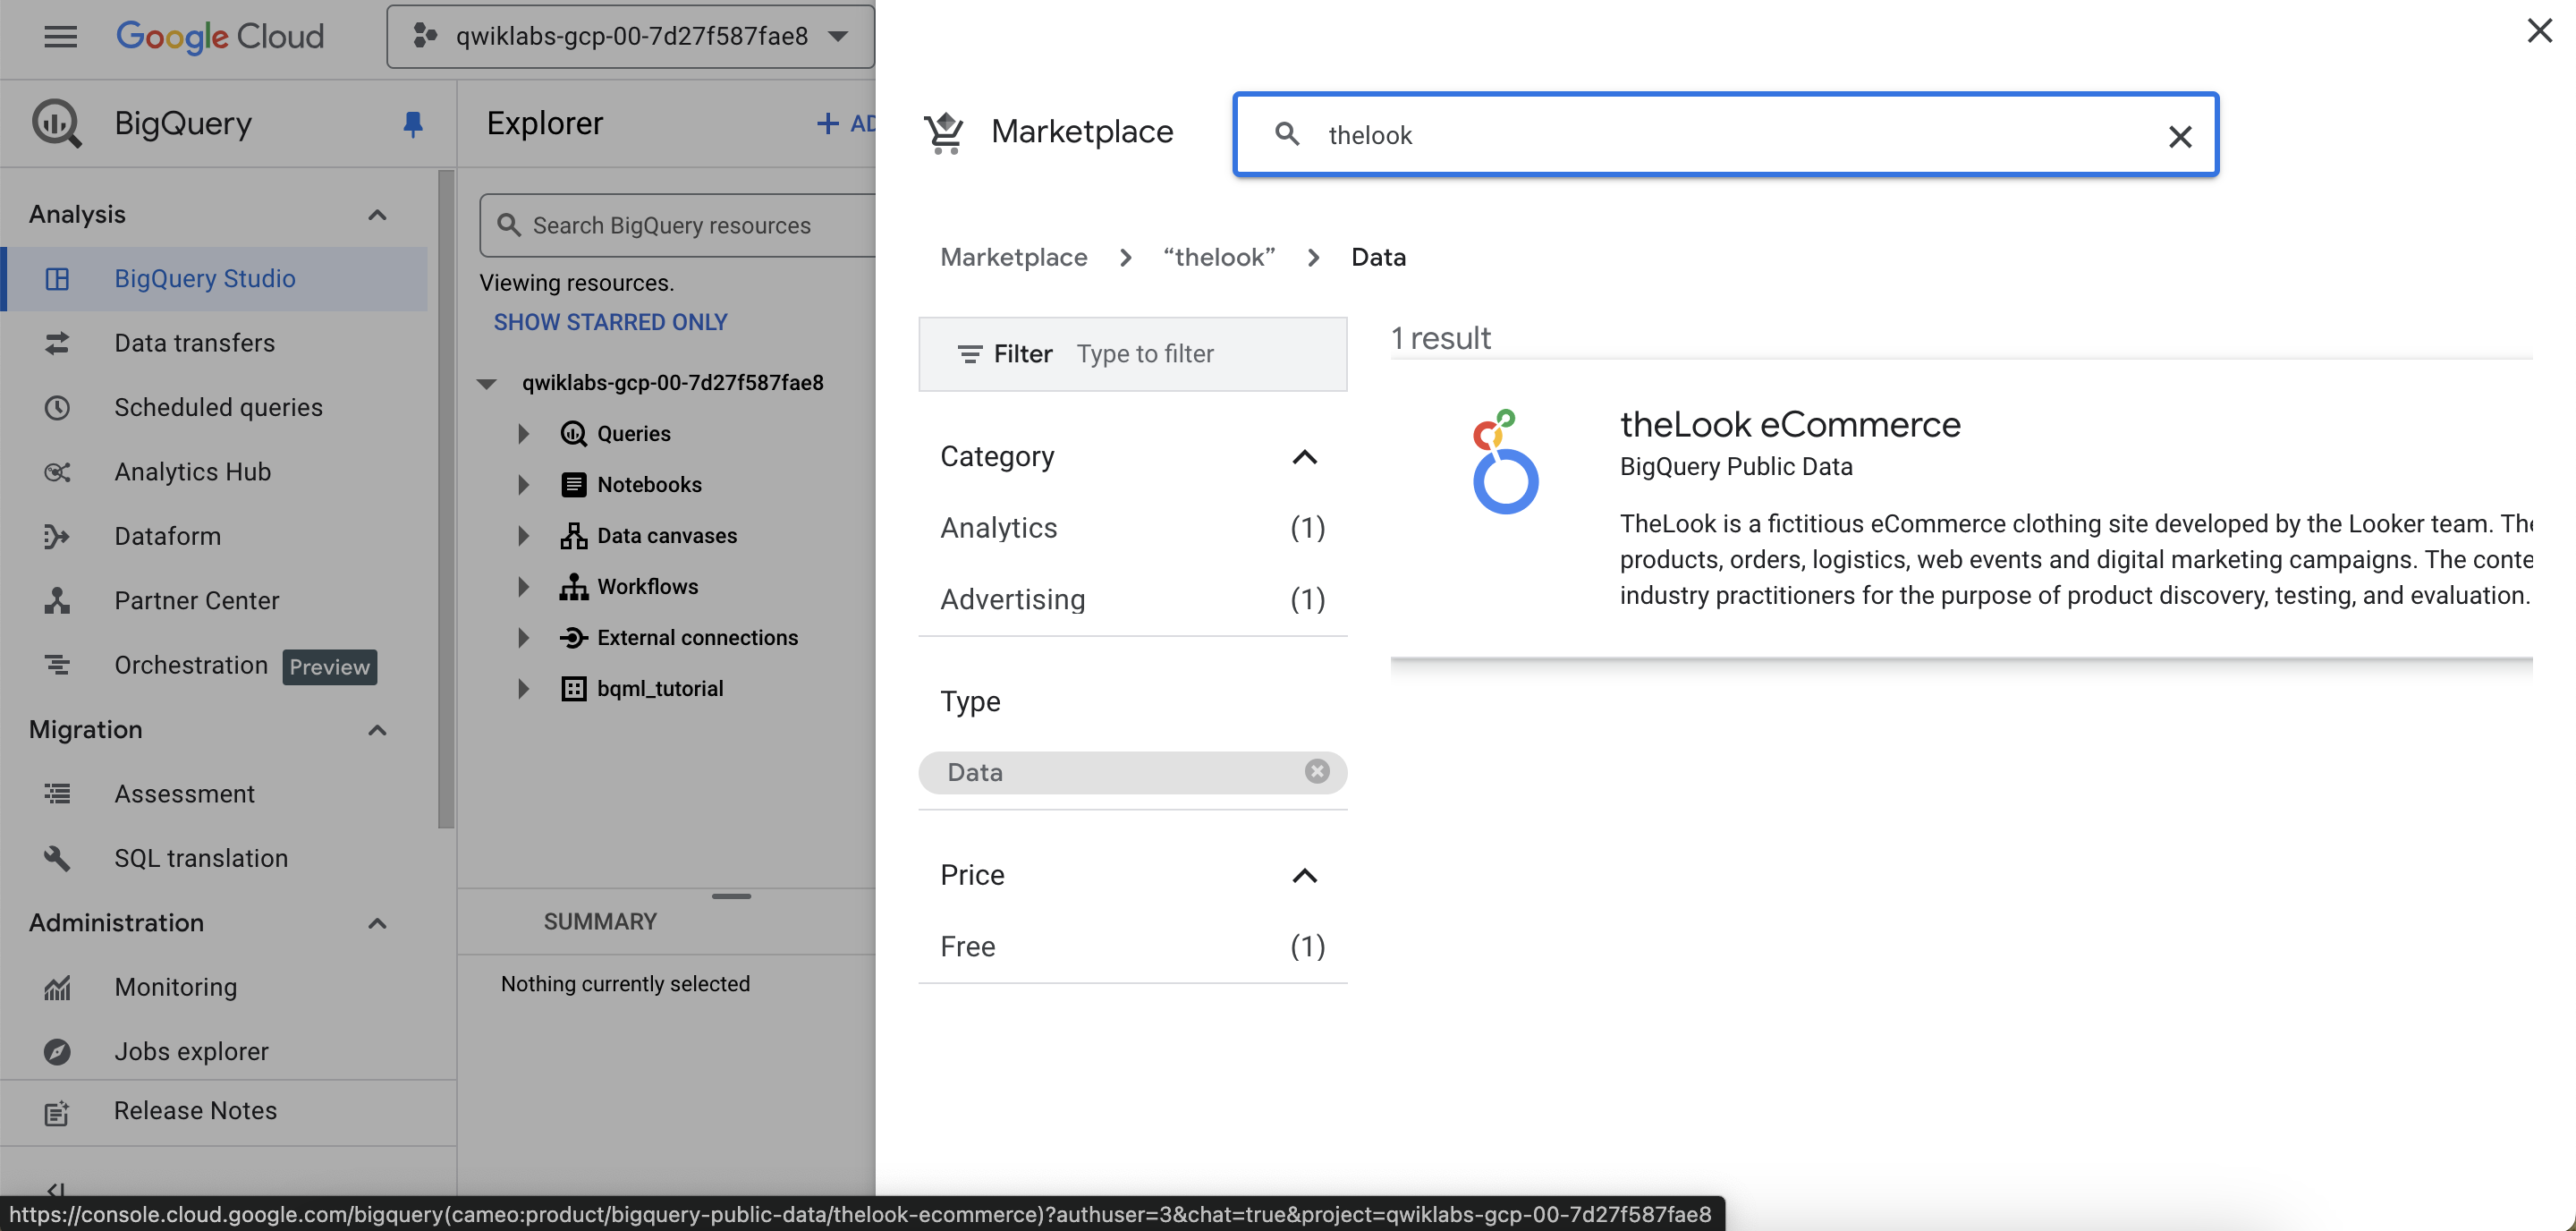 Google Cloud
qwiklabs-gcp-00-7d27f587fae8
BigQuery
Analysis
BigQuery Studio
Data transfers
Scheduled queries
Analytics Hub
Dataform
Partner Center
Orchestration Preview
Migration
Assessment
SQL translation
Administration
Monitoring
Jobs explorer
Release Notes
Explorer
+ AD
Search BigQuery resources
Viewing resources.
SHOW STARRED ONLY
qwiklabs-gcp-00-7d27f587fae8
Queries
Notebooks
Data canvases
Workflows
External connections
bqml_tutorial
SUMMARY
Nothing currently selected
Marketplace
thelook
Marketplace > “thelook” > Data
Filter Type to filter
Category
Analytics (1)
Advertising (1)
Type
Data
Price
Free (1)
1 result
theLook eCommerce
BigQuery Public Data
TheLook is a fictitious eCommerce clothing site developed by the Looker team. The
products, orders, logistics, web events and digital marketing campaigns. The conte
industry practitioners for the purpose of product discovery, testing, and evaluation.
https://console.cloud.google.com/bigquery(cameo:product/bigquery-public-data/thelook-ecommerce)?authuser=3&chat=true&project=qwiklabs-gcp-00-7d27f587fae8